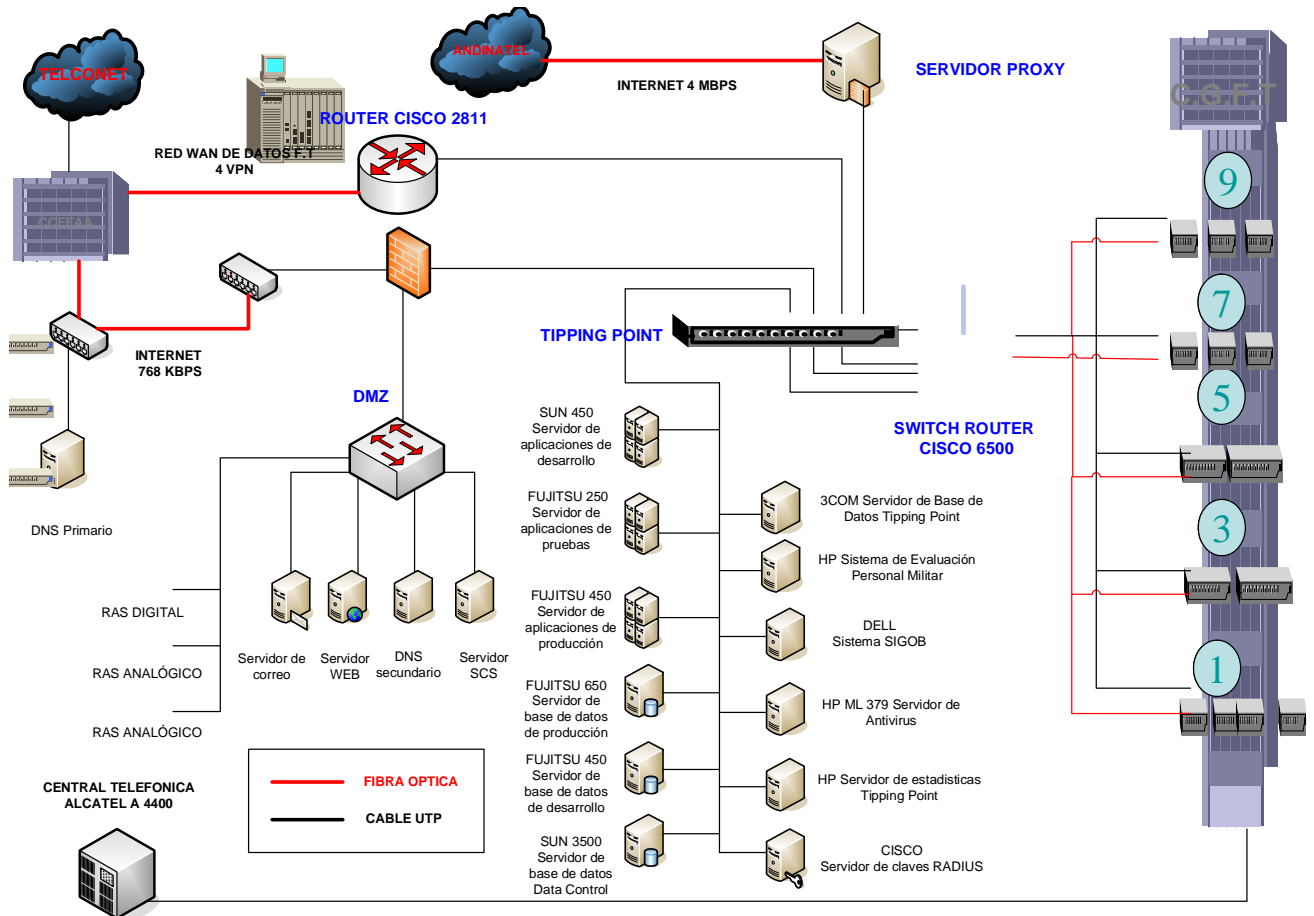 TELCONET
ANDINATEL
INTERNET 4 MBPS
SERVIDOR PROXY
C.G.F.T
ROUTER CISCO 2811
RED WAN DE DATOS F.T
4 VPN
CCFFAA
9
7
INTERNET
768 KBPS
TIPPING POINT
DMZ
5
SWITCH ROUTER
CISCO 6500
SUN 450
Servidor de
aplicaciones de
desarrollo
FUJITSU 250
Servidor de
aplicaciones de
pruebas
3COM Servidor de Base de
Datos Tipping Point
3
DNS Primario
HP Sistema de Evaluación
Personal Militar
FUJITSU 450
Servidor de
aplicaciones de
producción
DELL
Sistema SIGOB
RAS DIGITAL
RAS ANALÓGICO
RAS ANALÓGICO
Servidor de
correo
Servidor
WEB
DNS
secundario
Servidor
SCS
1
FUJITSU 650
Servidor de
base de datos
de producción
HP ML 379 Servidor de
Antivirus
FUJITSU 450
Servidor de
base de datos
de desarrollo
HP Servidor de estadisticas
Tipping Point
FIBRA OPTICA
CABLE UTP
CENTRAL TELEFONICA
ALCATEL A 4400
SUN 3500
Servidor de
base de datos
Data Control
CISCO
Servidor de claves RADIUS